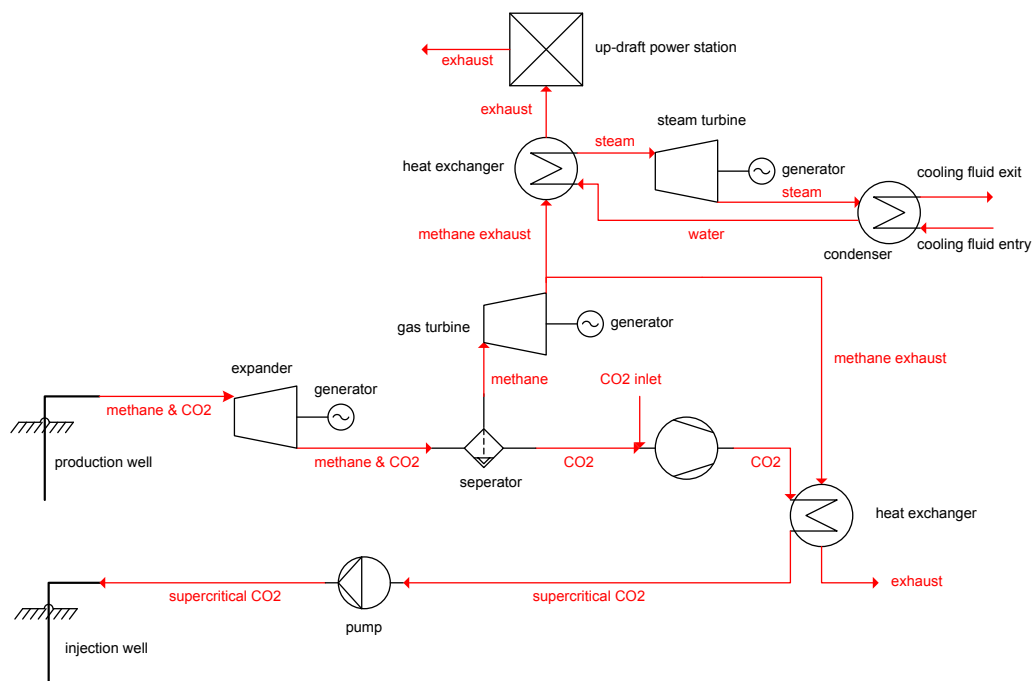 up-draft power station
exhaust
exhaust
steam turbine
steam
heat exchanger
generator
cooling fluid exit
steam
methane exhaust
water
cooling fluid entry
condenser
gas turbine
generator
methane exhaust
expander
methane
CO2 inlet
generator
methane & CO2
production well
methane & CO2
CO2
CO2
seperator
heat exchanger
exhaust
supercritical CO2
supercritical CO2
pump
injection well